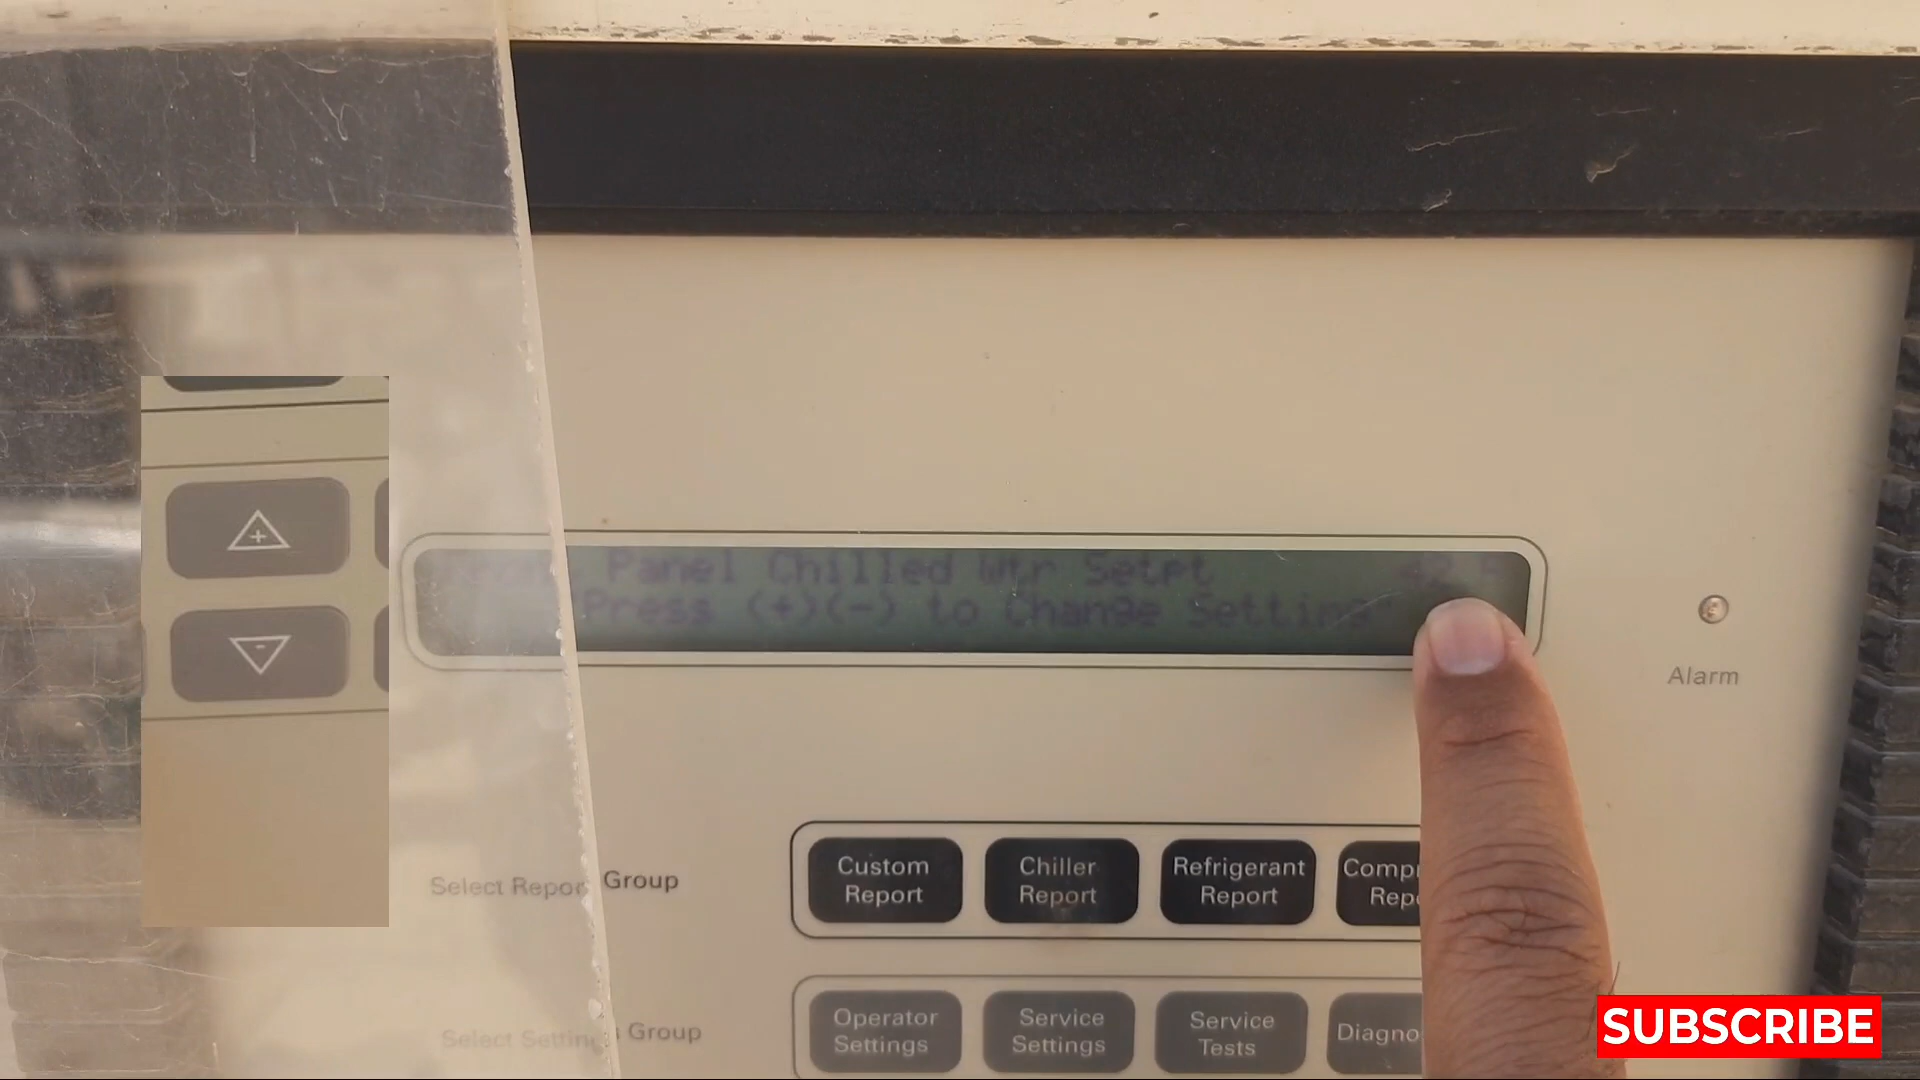 Panel Chilled Wtr Setpt
"Press (+)(-) to Change Setting"
+
-
Alarm
Select Report Group
Custom Report
Chiller Report
Refrigerant Report
Select Settings Group
Operator Settings
Service Settings
Service Tests
SUBSCRIBE